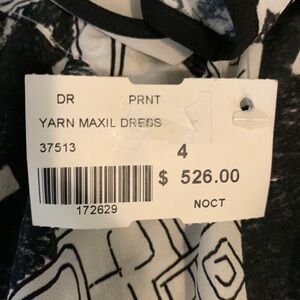 DR PRNT
YARN MAXIL DRESS
37513 4
$ 526.00
172629 NOCT